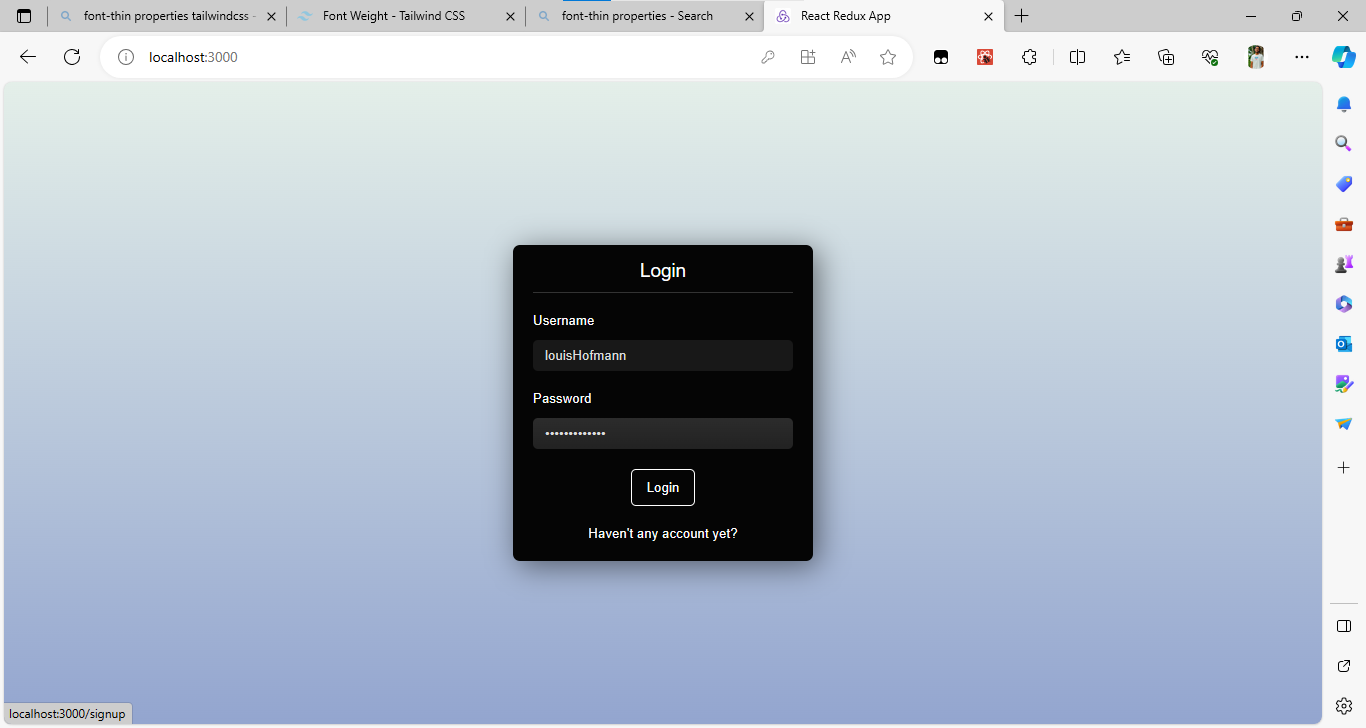 font-thin properties tailwindcss -
Font Weight - Tailwind CSS
font-thin properties - Search
React Redux App
localhost:3000
Login
Username
louisHofmann
Password
•••••••••••••
Login
Haven't any account yet?
localhost:3000/signup